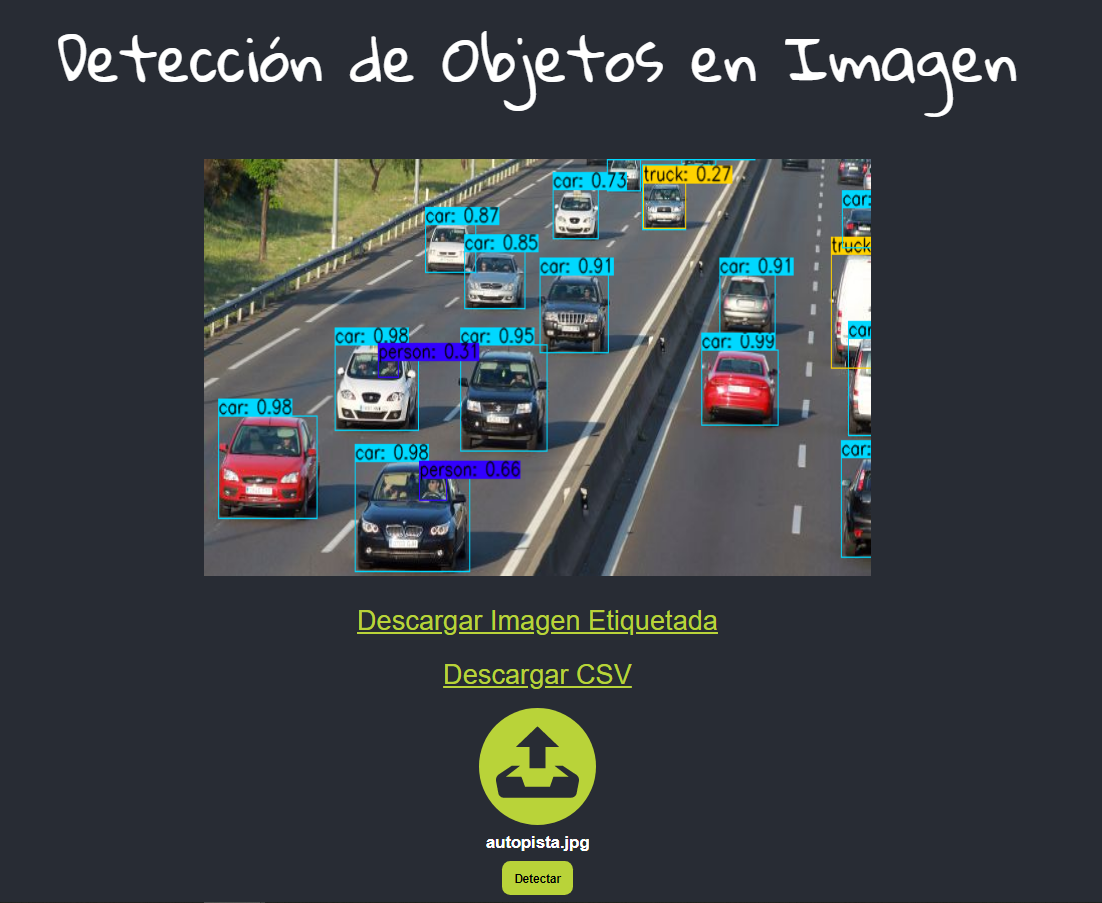 Detección de Objetos en Imagen
car: 0.73
truck: 0.27
car:
car: 0.87
car: 0.85
truck
car: 0.91
car: 0.91
car: 0.98
car: 0.95
car: 0.99
person: 0.31
car: 0.98
car: 0.98
car:
person: 0.66
Descargar Imagen Etiquetada
Descargar CSV
autopista.jpg
Detectar